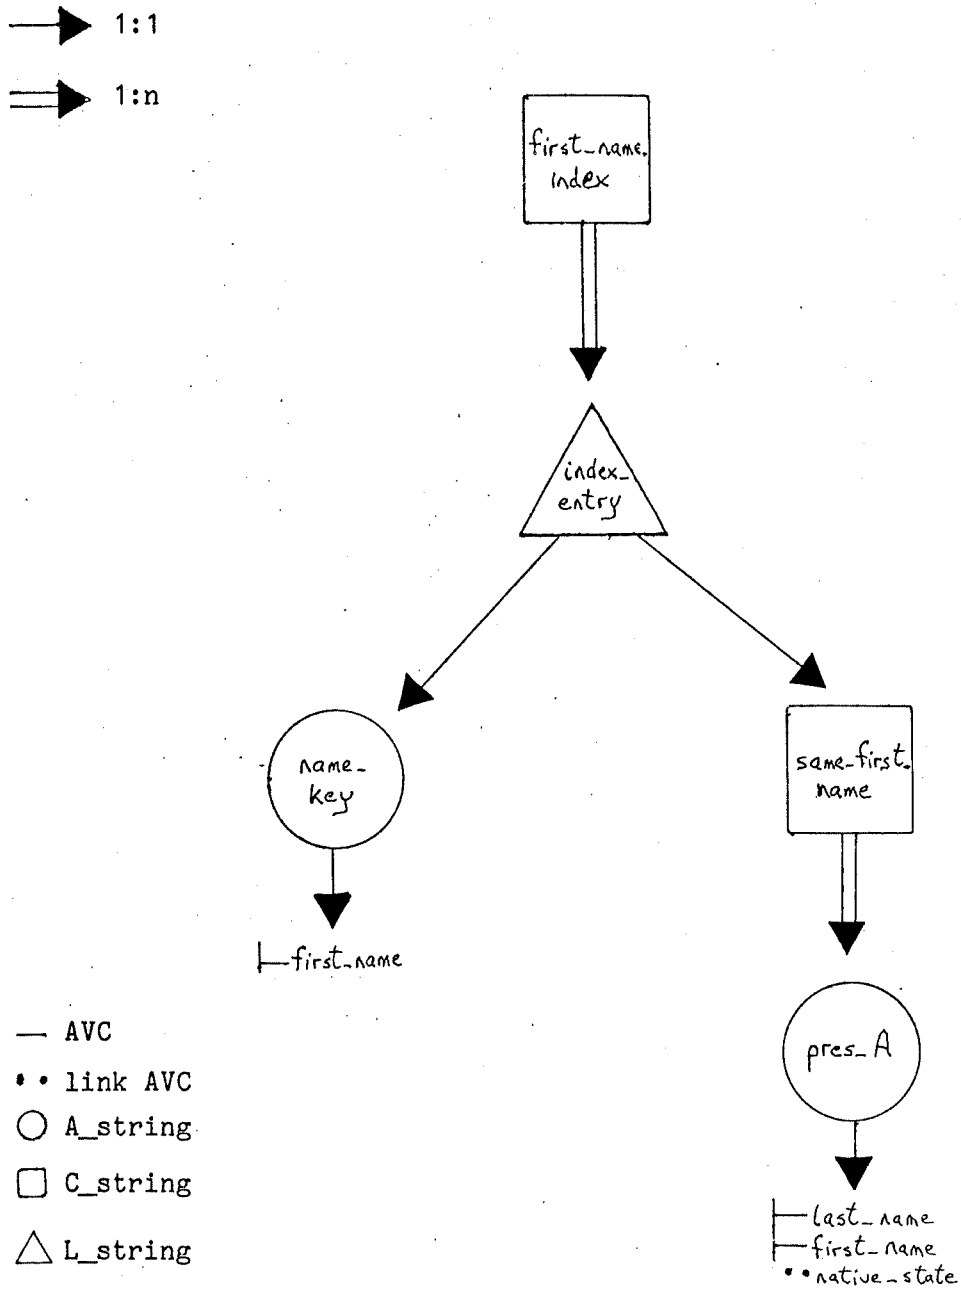 1:1
1:n
first_name_
index
index_
entry
name_
key
first_name
same_first_
name
pres_A
last_name
first_name
native_state
AVC
link AVC
A_string
C_string
L_string